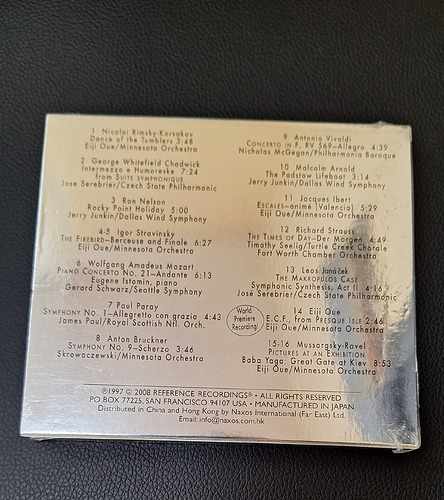 1 Nicolai Rimsky-Korsakov
Dance of the Tumblers 3:48
Eiji Oue/Minnesota Orchestra
2 George Whitefield Chadwick
Intermezzo e Humoreske 7:24
from SUITE SYMPHONIQUE
José Serebrier/Czech State Philharmonic
3 Ron Nelson
Rocky Point Holiday 5:00
Jerry Junkin/Dallas Wind Symphony
4-5 Igor Stravinsky
THE FIREBIRD—Berceuse and Finale 6:27
Eiji Oue/Minnesota Orchestra
6 Wolfgang Amadeus Mozart
PIANO CONCERTO NO. 21—Andante 6:13
Eugene Istomin, piano
Gerard Schwarz/Seattle Symphony
7 Paul Paray
SYMPHONY NO. 1—Allegretto con grazia 4:43
James Paul/Royal Scottish Ntl. Orch.
8 Anton Bruckner
SYMPHONY NO. 9—Scherzo 3:46
Skrowaczewski/Minnesota Orchestra
9 Antonio Vivaldi
CONCERTO IN F, RV 569—Allegro 4:39
Nicholas McGegan/Philharmonia Baroque
10 Malcolm Arnold
The Padstow Lifeboat 3:14
Jerry Junkin/Dallas Wind Symphony
11 Jacques Ibert
ESCALES—animé (Valencia) 5:29
Eiji Oue/Minnesota Orchestra
12 Richard Strauss
THE TIMES OF DAY—Der Morgen 4:49
Timothy Seelig/Turtle Creek Chorale
Fort Worth Chamber Orchestra
13 Leos Janáček
THE MAKROPULOS CASE
Symphonic Synthesis, Act II 4:16
José Serebrier/Czech State Philharmonic
World
Premiere
Recording
14 Eiji Oue
E.C.F., from PRESQUE ISLE 2:46
Eiji Oue/Minnesota Orchestra
15-16 Mussorgsky-Ravel
PICTURES AT AN EXHIBITION
Baba Yaga, Great Gate at Kiev 8:53
Eiji Oue/Minnesota Orchestra
℗1997 © 2008 REFERENCE RECORDINGS® • ALL RIGHTS RESERVED
PO BOX 77225, SAN FRANCISCO 94107 USA • MANUFACTURED IN JAPAN
Distributed in China and Hong Kong by Naxos International (Far East) Ltd.
Email: info@naxos.com.hk